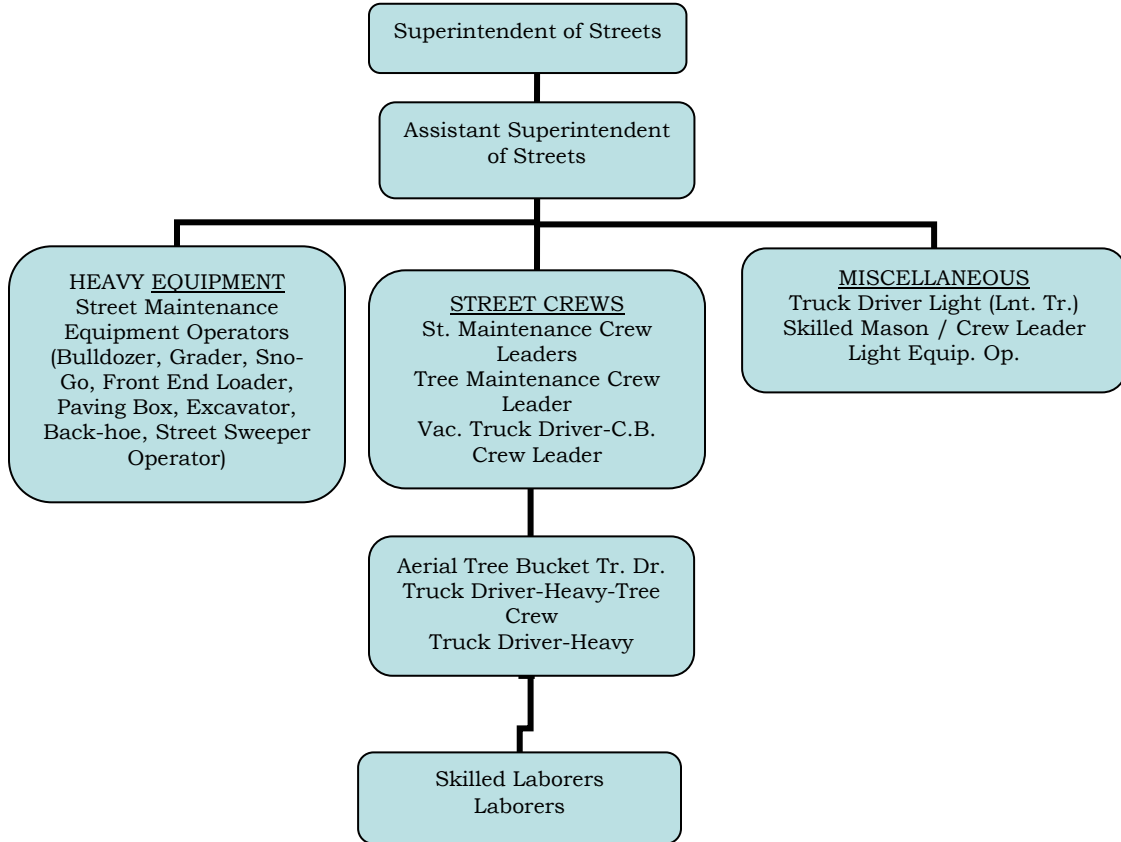 Superintendent of Streets
Assistant Superintendent
of Streets
HEAVY EQUIPMENT
Street Maintenance
Equipment Operators
(Bulldozer, Grader, Sno-
Go, Front End Loader,
Paving Box, Excavator,
Back-hoe, Street Sweeper
Operator)
STREET CREWS
St. Maintenance Crew
Leaders
Tree Maintenance Crew
Leader
Vac. Truck Driver-C.B.
Crew Leader
MISCELLANEOUS
Truck Driver Light (Lnt. Tr.)
Skilled Mason / Crew Leader
Light Equip. Op.
Aerial Tree Bucket Tr. Dr.
Truck Driver-Heavy-Tree
Crew
Truck Driver-Heavy
Skilled Laborers
Laborers